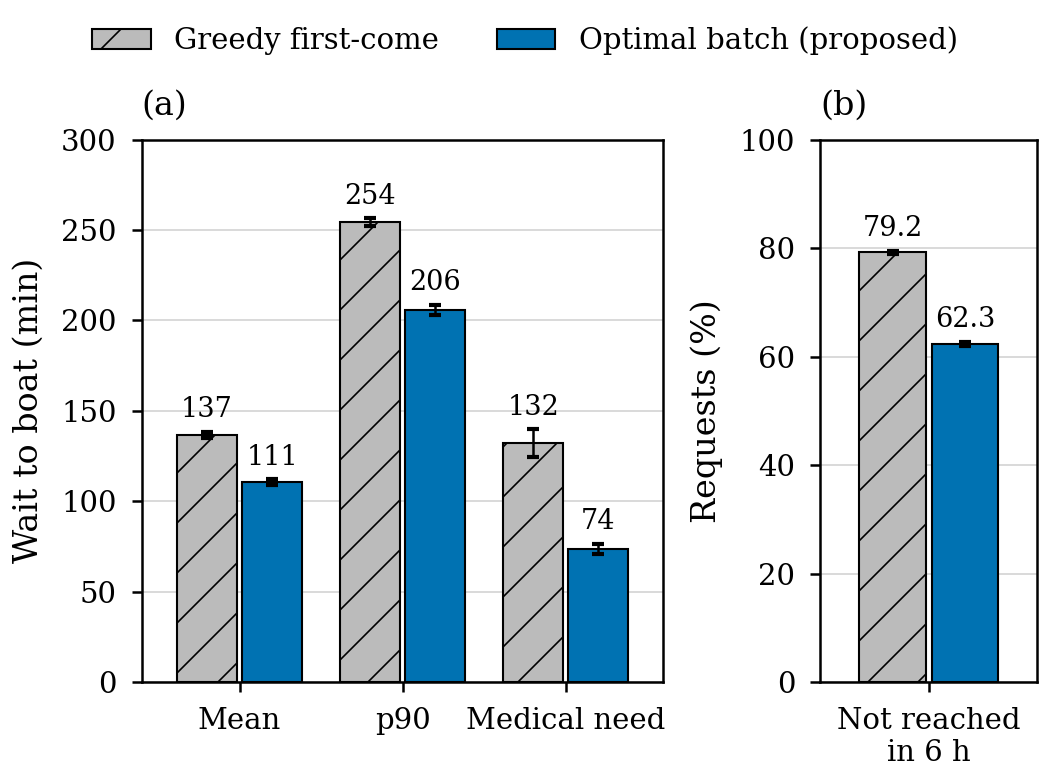 Greedy first-come
Optimal batch (proposed)
(a)
Wait to boat (min)
300
250
200
150
100
50
0
137
111
254
206
132
74
Mean
p90
Medical need
(b)
Requests (%)
100
80
60
40
20
0
79.2
62.3
Not reached
in 6 h